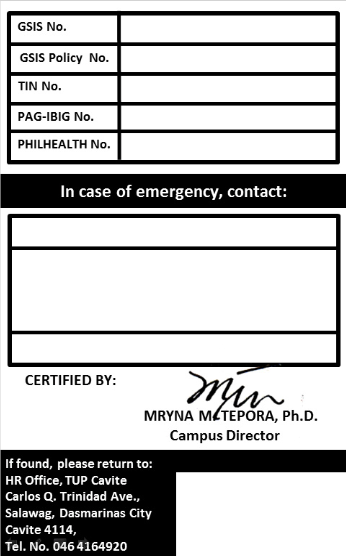 GSIS No.
GSIS Policy No.
TIN No.
PAG-IBIG No.
PHILHEALTH No.
In case of emergency, contact:
CERTIFIED BY:
MRYNA M. TEPORA, Ph.D.
Campus Director
If found, please return to:
HR Office, TUP Cavite
Carlos Q. Trinidad Ave.,
Salawag, Dasmarinas City
Cavite 4114,
Tel. No. 046 4164920